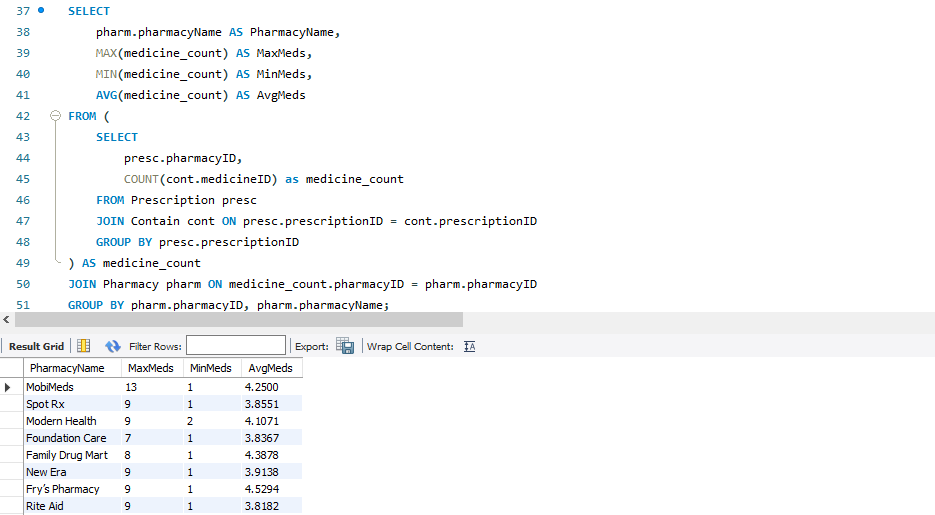 37 SELECT
38 pharm.pharmacyName AS PharmacyName,
39 MAX(medicine_count) AS MaxMeds,
40 MIN(medicine_count) AS MinMeds,
41 AVG(medicine_count) AS AvgMeds
42 FROM (
43 SELECT
44 presc.pharmacyID,
45 COUNT(cont.medicineID) as medicine_count
46 FROM Prescription presc
47 JOIN Contain cont ON presc.prescriptionID = cont.prescriptionID
48 GROUP BY presc.prescriptionID
49 ) AS medicine_count
50 JOIN Pharmacy pharm ON medicine_count.pharmacyID = pharm.pharmacyID
51 GROUP BY pharm.pharmacyID, pharm.pharmacyName;
Result Grid Filter Rows: Export: Wrap Cell Content:
PharmacyName MaxMeds MinMeds AvgMeds
MobiMeds 13 1 4.2500
Spot Rx 9 1 3.8551
Modern Health 9 2 4.1071
Foundation Care 7 1 3.8367
Family Drug Mart 8 1 4.3878
New Era 9 1 3.9138
Fry's Pharmacy 9 1 4.5294
Rite Aid 9 1 3.8182